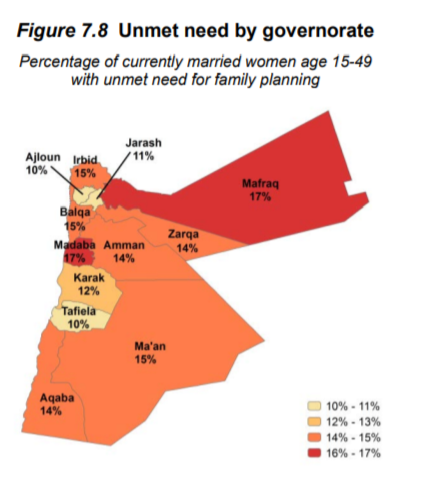 Figure 7.8 Unmet need by governorate
Percentage of currently married women age 15-49
with unmet need for family planning
Jarash
11%
Ajloun
10%
Irbid
15%
Mafraq
17%
Balqa
15%
Zarqa
14%
Madaba
17%
Amman
14%
Karak
12%
Tafiela
10%
Ma'an
15%
Aqaba
14%
10% - 11%
12% - 13%
14% - 15%
16% - 17%